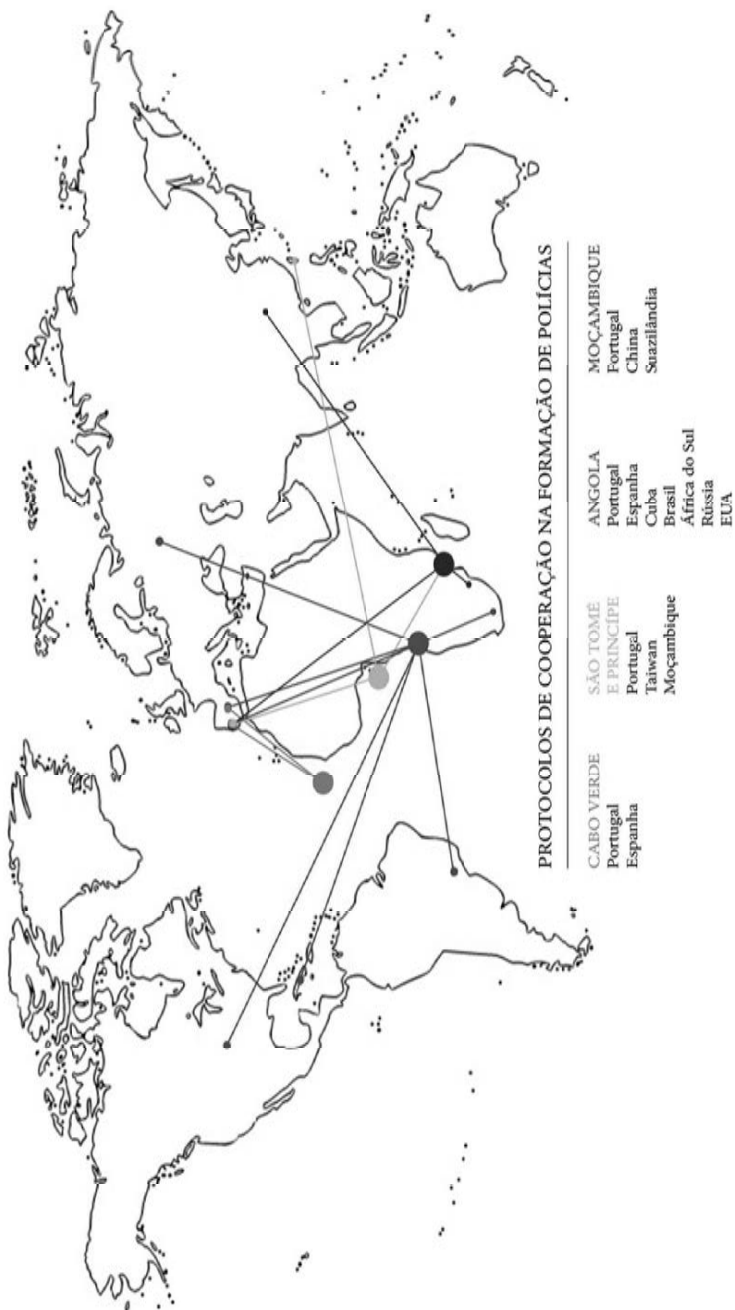 PROTOCOLOS DE COOPERAÇÃO NA FORMAÇÃO DE POLÍCIAS
CABO VERDE
Portugal
Espanha
SÃO TOMÉ
E PRINCÍPE
Portugal
Taiwan
Moçambique
ANGOLA
Portugal
Espanha
Cuba
Brasil
África do Sul
Rússia
EUA
MOÇAMBIQUE
Portugal
China
Suazilândia